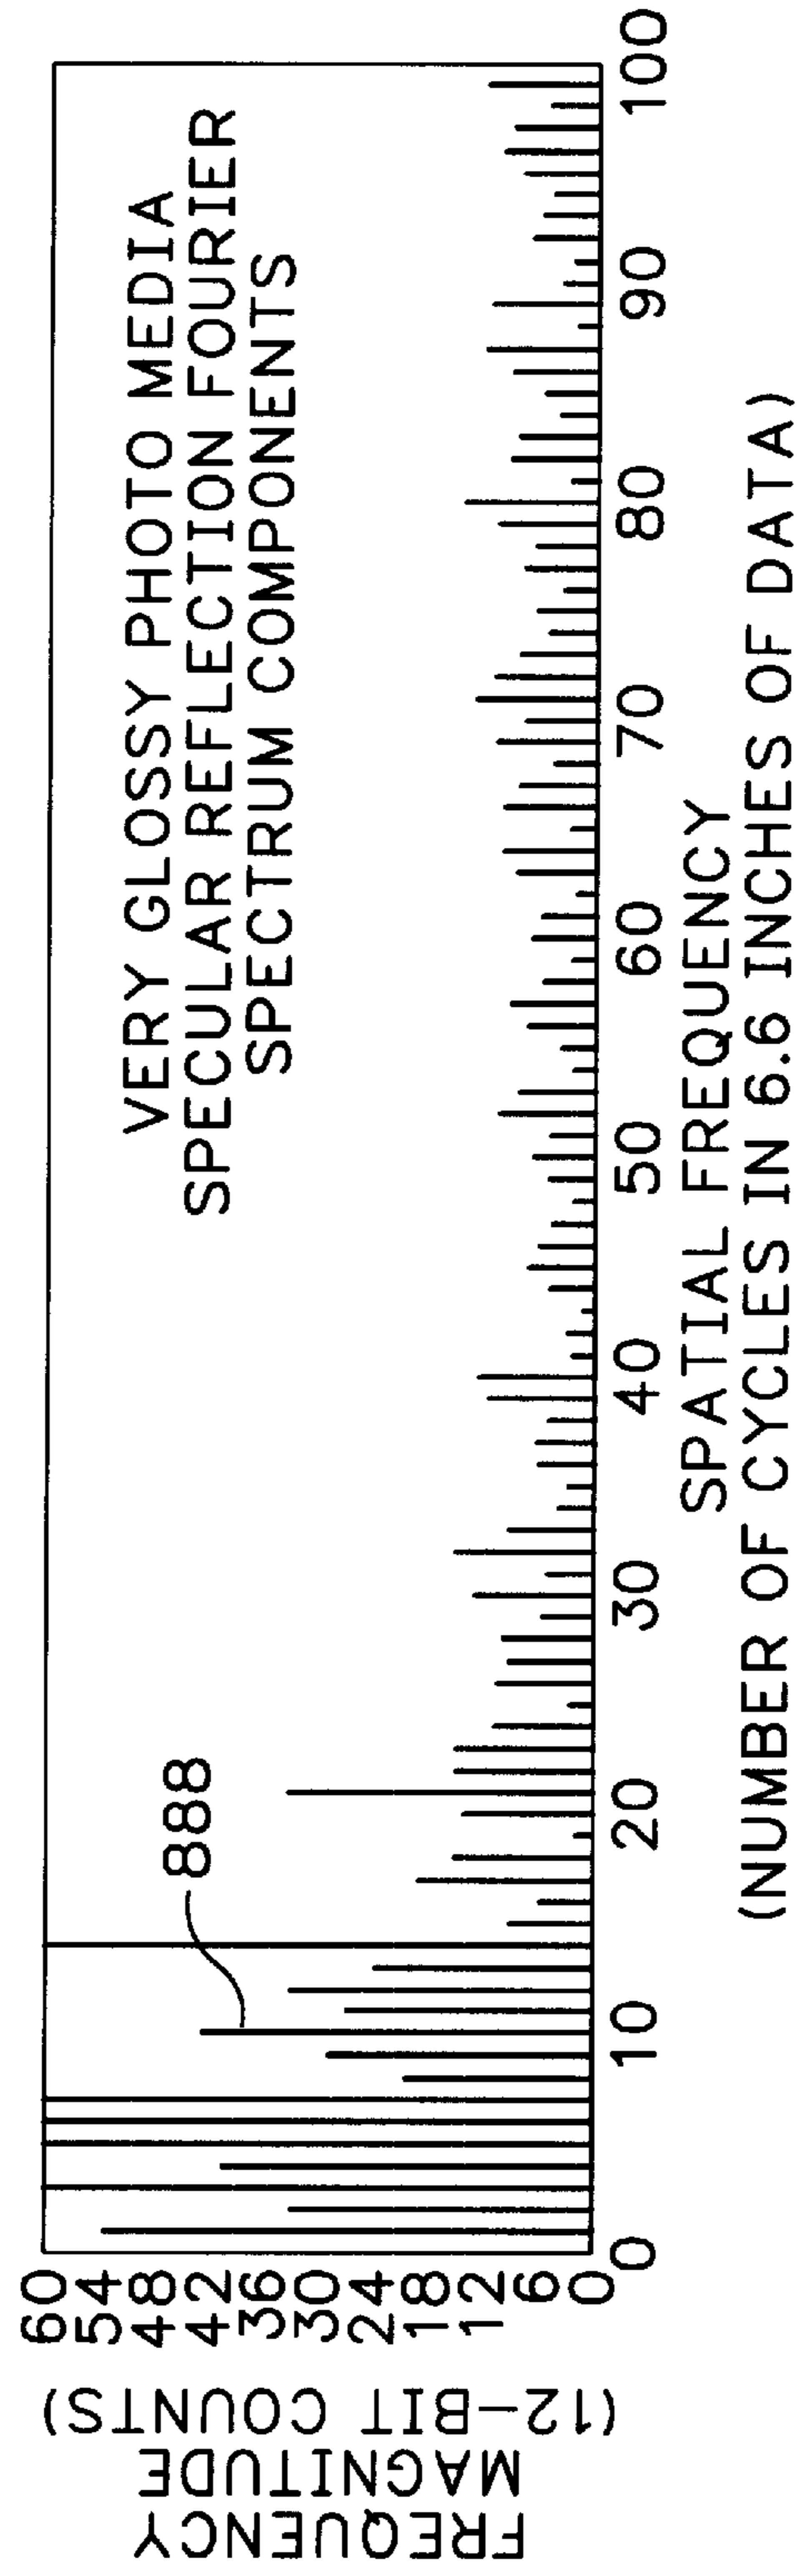 VERY GLOSSY PHOTO MEDIA
SPECULAR REFLECTION FOURIER
SPECTRUM COMPONENTS
888
FREQUENCY
MAGNITUDE
(12-BIT COUNTS)
60
54
48
42
36
30
24
18
12
6
0
0 10 20 30 40 50 60 70 80 90 100
SPATIAL FREQUENCY
(NUMBER OF CYCLES IN 6.6 INCHES OF DATA)